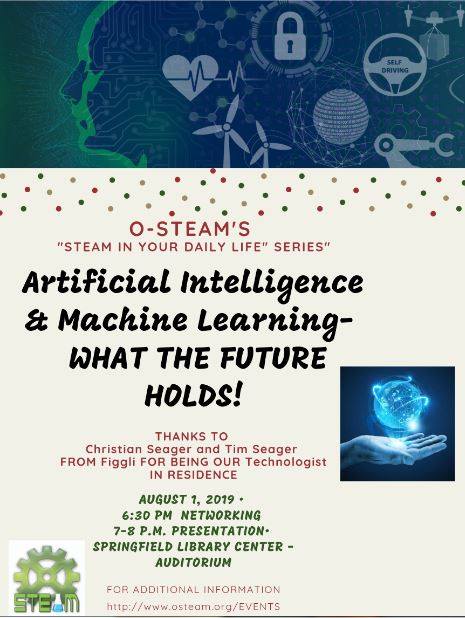 SELF
DRIVING
O-STEAM'S
"STEAM IN YOUR DAILY LIFE" SERIES"
Artificial Intelligence
& Machine Learning-
WHAT THE FUTURE
HOLDS!
THANKS TO
Christian Seager and Tim Seager
FROM Figgli FOR BEING OUR Technologist
IN RESIDENCE
AUGUST 1, 2019 •
6:30 PM NETWORKING
7-8 P.M. PRESENTATION•
SPRINGFIELD LIBRARY CENTER -
AUDITORIUM
STEAM
FOR ADDITIONAL INFORMATION
http://www.osteam.org/EVENTS